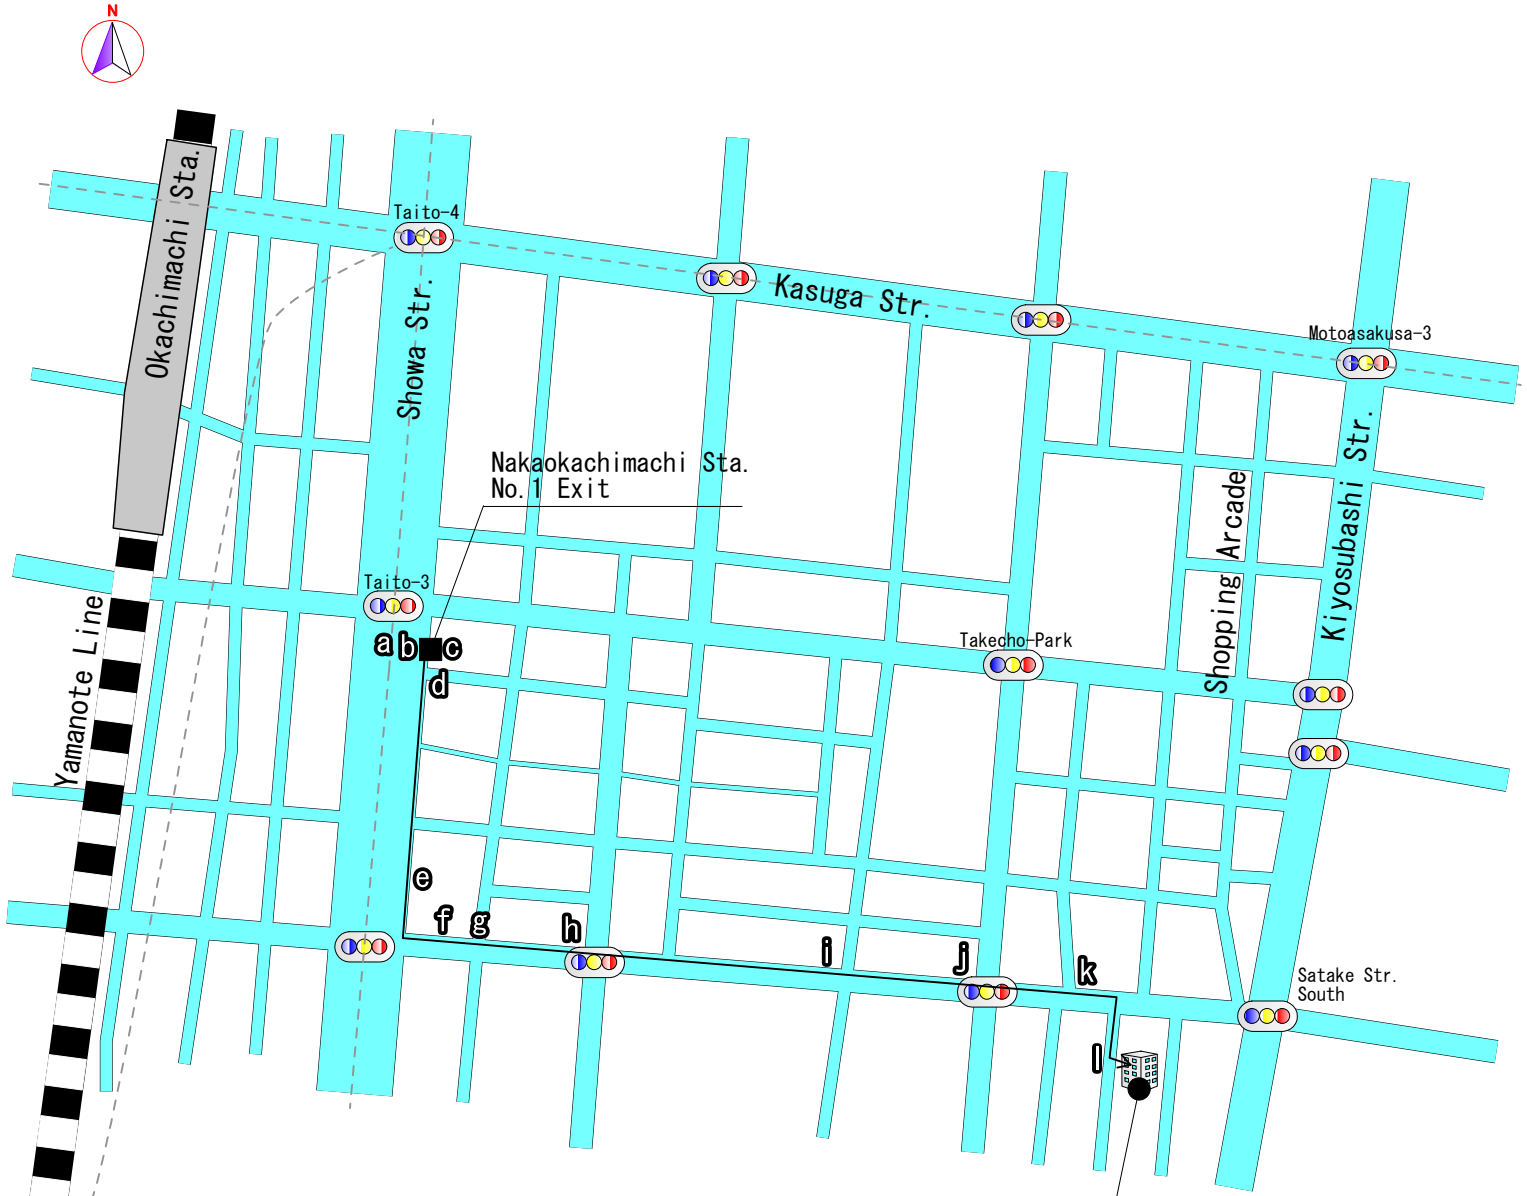 N
Okachimachi Sta.
Taito-4
Showa Str.
Kasuga Str.
Motoasakusa-3
Kiyosubashi Str.
Nakaokachimachi Sta.
No.1 Exit
Shopping Arcade
Taito-3
Yamanote Line
a b c
d
Takecho-Park
e
f g h i j k
Satake Str.
South
l